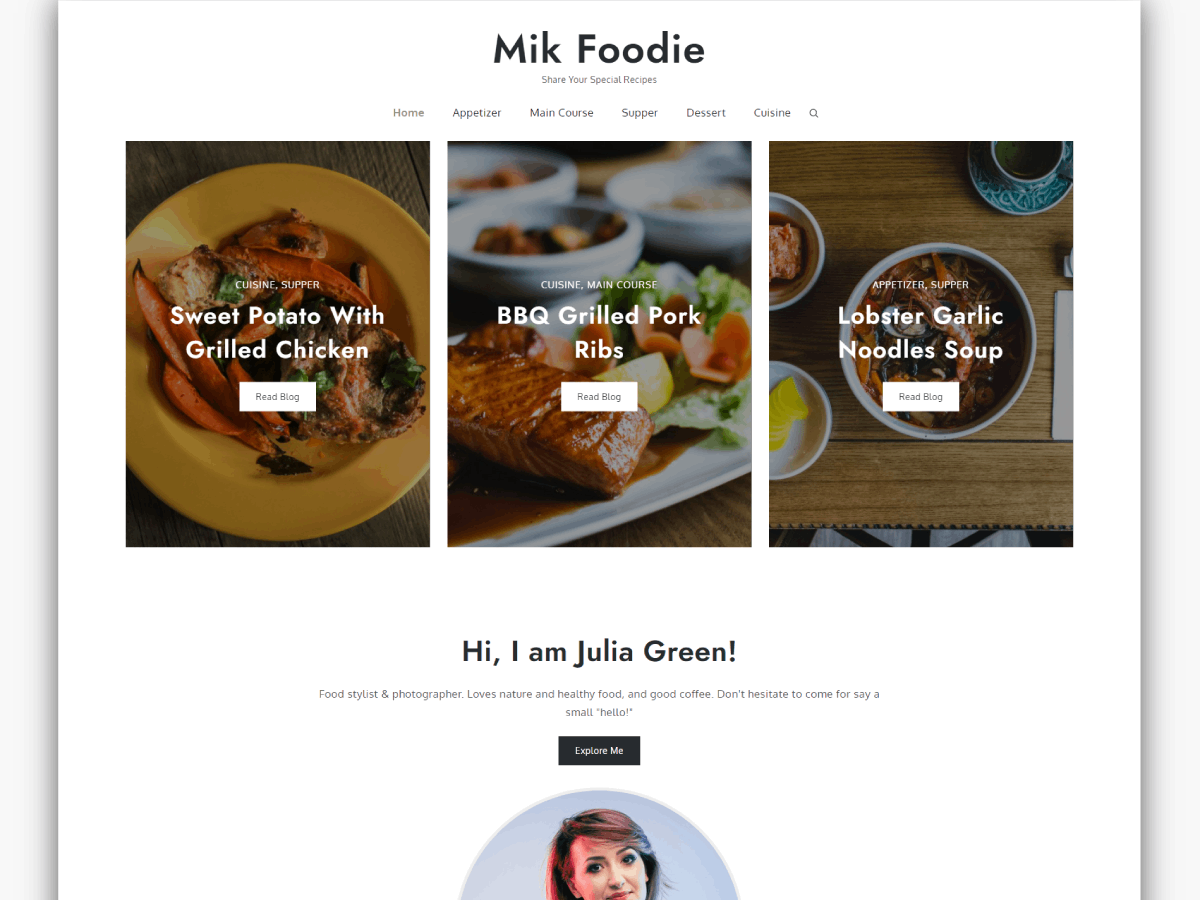 Mik Foodie
Share Your Special Recipes
Home Appetizer Main Course Supper Dessert Cuisine
CUISINE, SUPPER
Sweet Potato With
Grilled Chicken
Read Blog
CUISINE, MAIN COURSE
BBQ Grilled Pork
Ribs
Read Blog
APPETIZER, SUPPER
Lobster Garlic
Noodles Soup
Read Blog
Hi, I am Julia Green!
Food stylist & photographer. Loves nature and healthy food, and good coffee. Don't hesitate to come for say a
small "hello!"
Explore Me